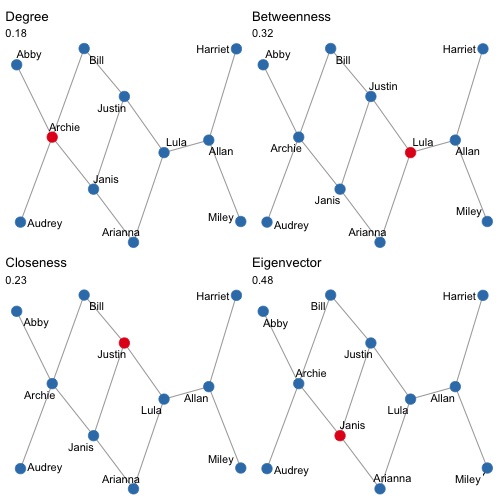 Degree
0.18
Abby
Bill
Harriet
Justin
Archie
Lula
Allan
Janis
Audrey
Miley
Arianna
Betweenness
0.32
Abby
Bill
Harriet
Justin
Archie
Lula
Allan
Janis
Audrey
Miley
Arianna
Closeness
0.23
Abby
Bill
Harriet
Justin
Archie
Lula
Allan
Janis
Audrey
Miley
Arianna
Eigenvector
0.48
Abby
Bill
Harriet
Justin
Archie
Lula
Allan
Janis
Audrey
Miley
Arianna